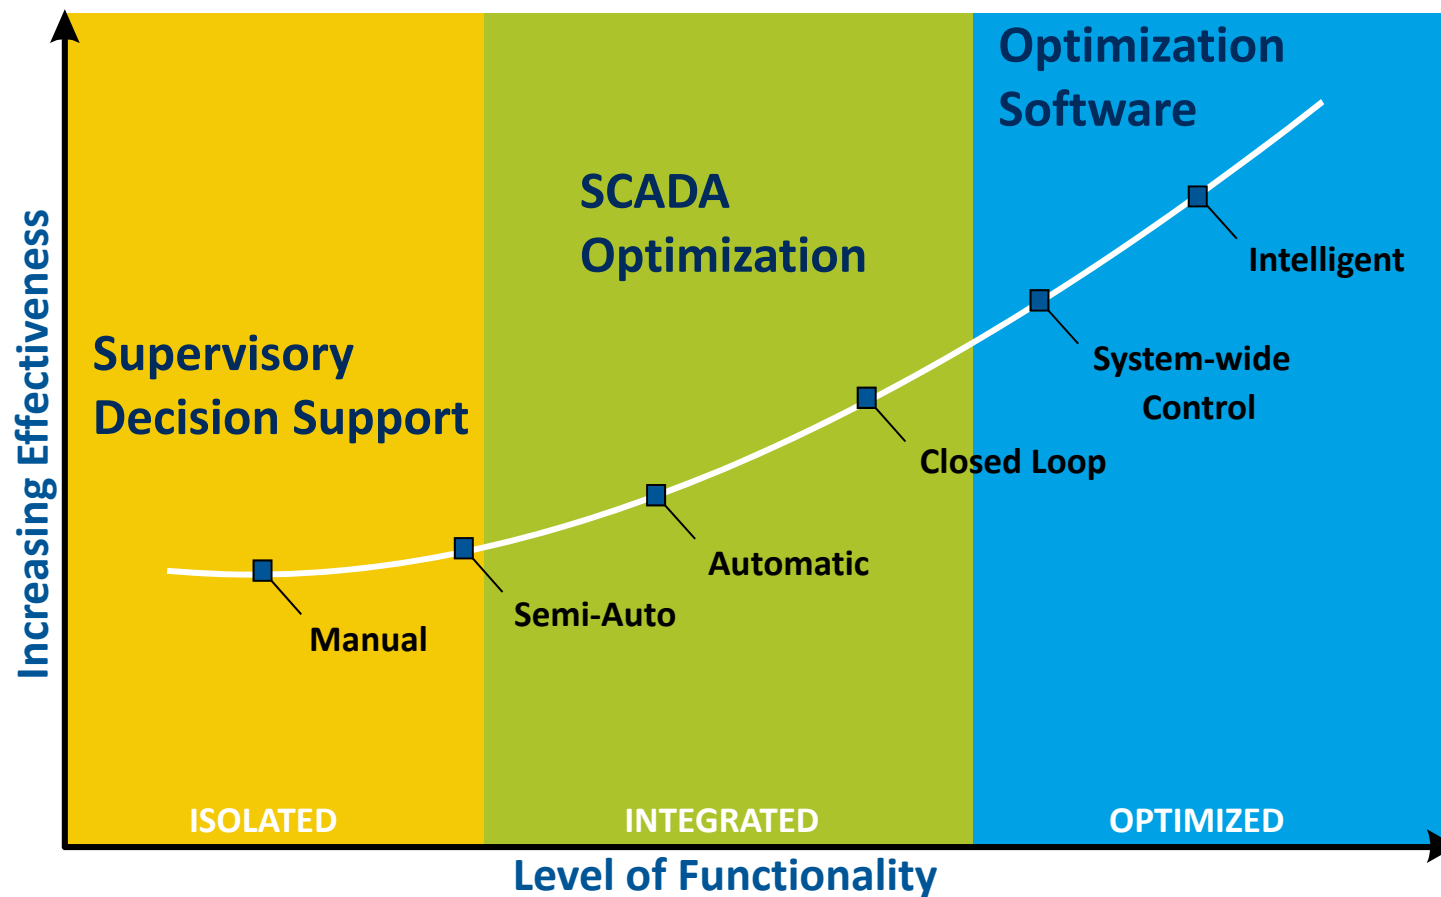 Optimization
Software
SCADA
Optimization
Intelligent
Supervisory
Decision Support
System-wide
Control
Closed Loop
Automatic
Semi-Auto
Manual
Increasing Effectiveness
ISOLATED
INTEGRATED
OPTIMIZED
Level of Functionality